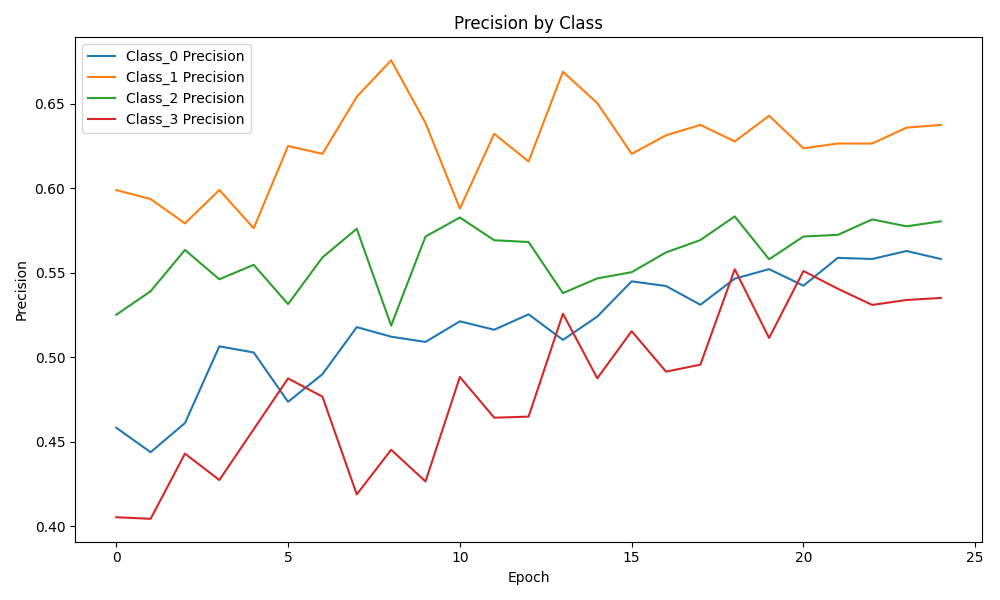 Precision by Class
Class_0 Precision
Class_1 Precision
Class_2 Precision
Class_3 Precision
0.65
0.60
0.55
0.50
0.45
0.40
Precision
0 5 10 15 20 25
Epoch